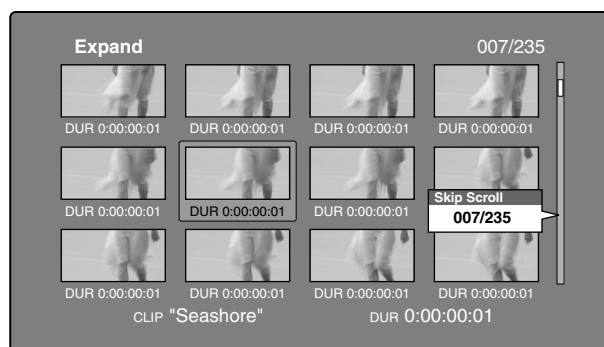 Expand 007/235
DUR 0:00:00:01 DUR 0:00:00:01 DUR 0:00:00:01 DUR 0:00:00:01
DUR 0:00:00:01 DUR 0:00:00:01 DUR 0:00:00:01
Skip Scroll
007/235
DUR 0:00:00:01 DUR 0:00:00:01 DUR 0:00:00:01 DUR 0:00:00:01
CLIP "Seashore" DUR 0:00:00:01